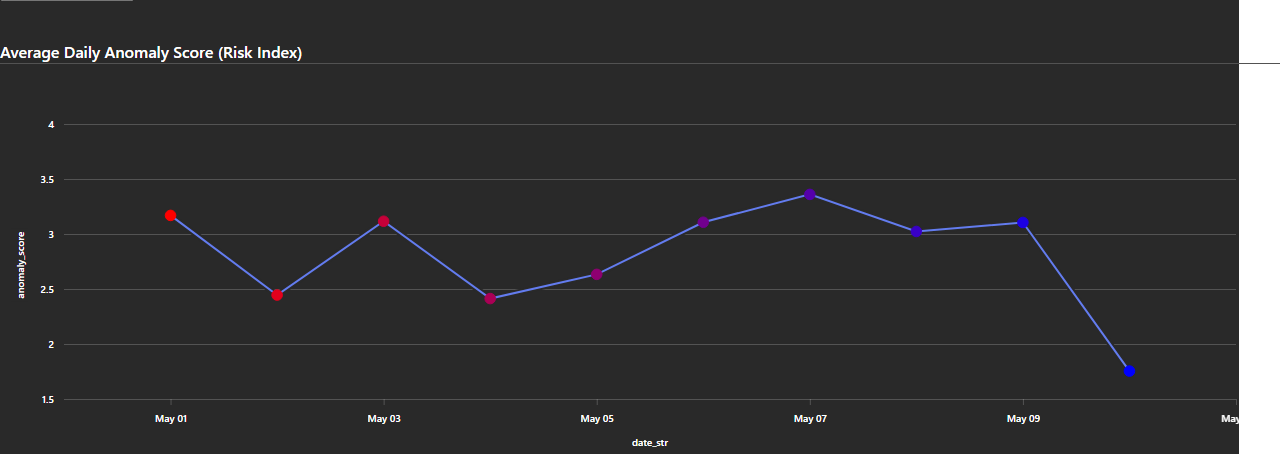 Average Daily Anomaly Score (Risk Index)
4
3.5
3
2.5
2
1.5
anomaly_score
May 01
May 03
May 05
May 07
May 09
May
date_str